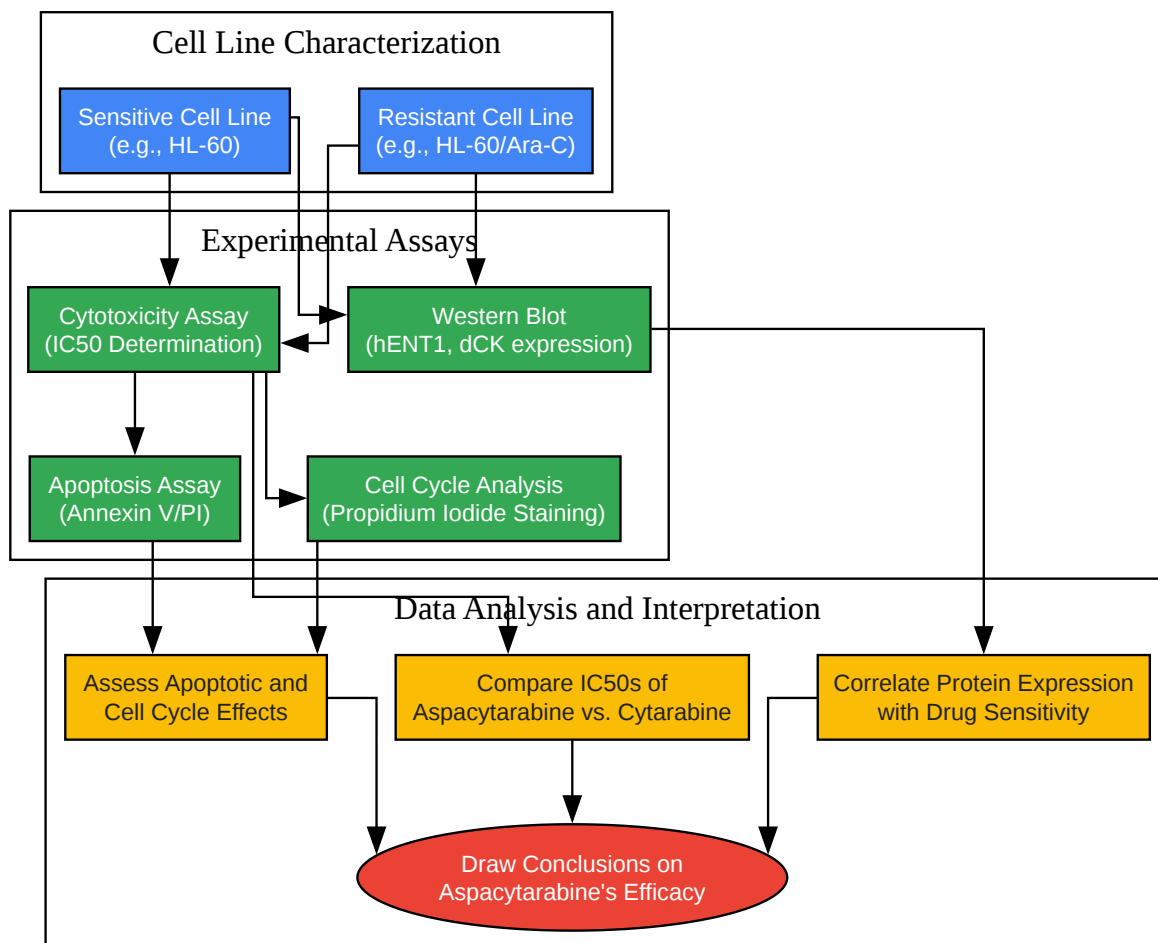 Cell Line Characterization
Sensitive Cell Line
(e.g., HL-60)
Resistant Cell Line
(e.g., HL-60/Ara-C)
Experimental Assays
Cytotoxicity Assay
(IC50 Determination)
Western Blot
(hENT1, dCK expression)
Apoptosis Assay
(Annexin V/PI)
Cell Cycle Analysis
(Propidium Iodide Staining)
Data Analysis and Interpretation
Assess Apoptotic and
Cell Cycle Effects
Compare IC50s of
Aspacytarabine vs. Cytarabine
Correlate Protein Expression
with Drug Sensitivity
Draw Conclusions on
Aspacytarabine's Efficacy